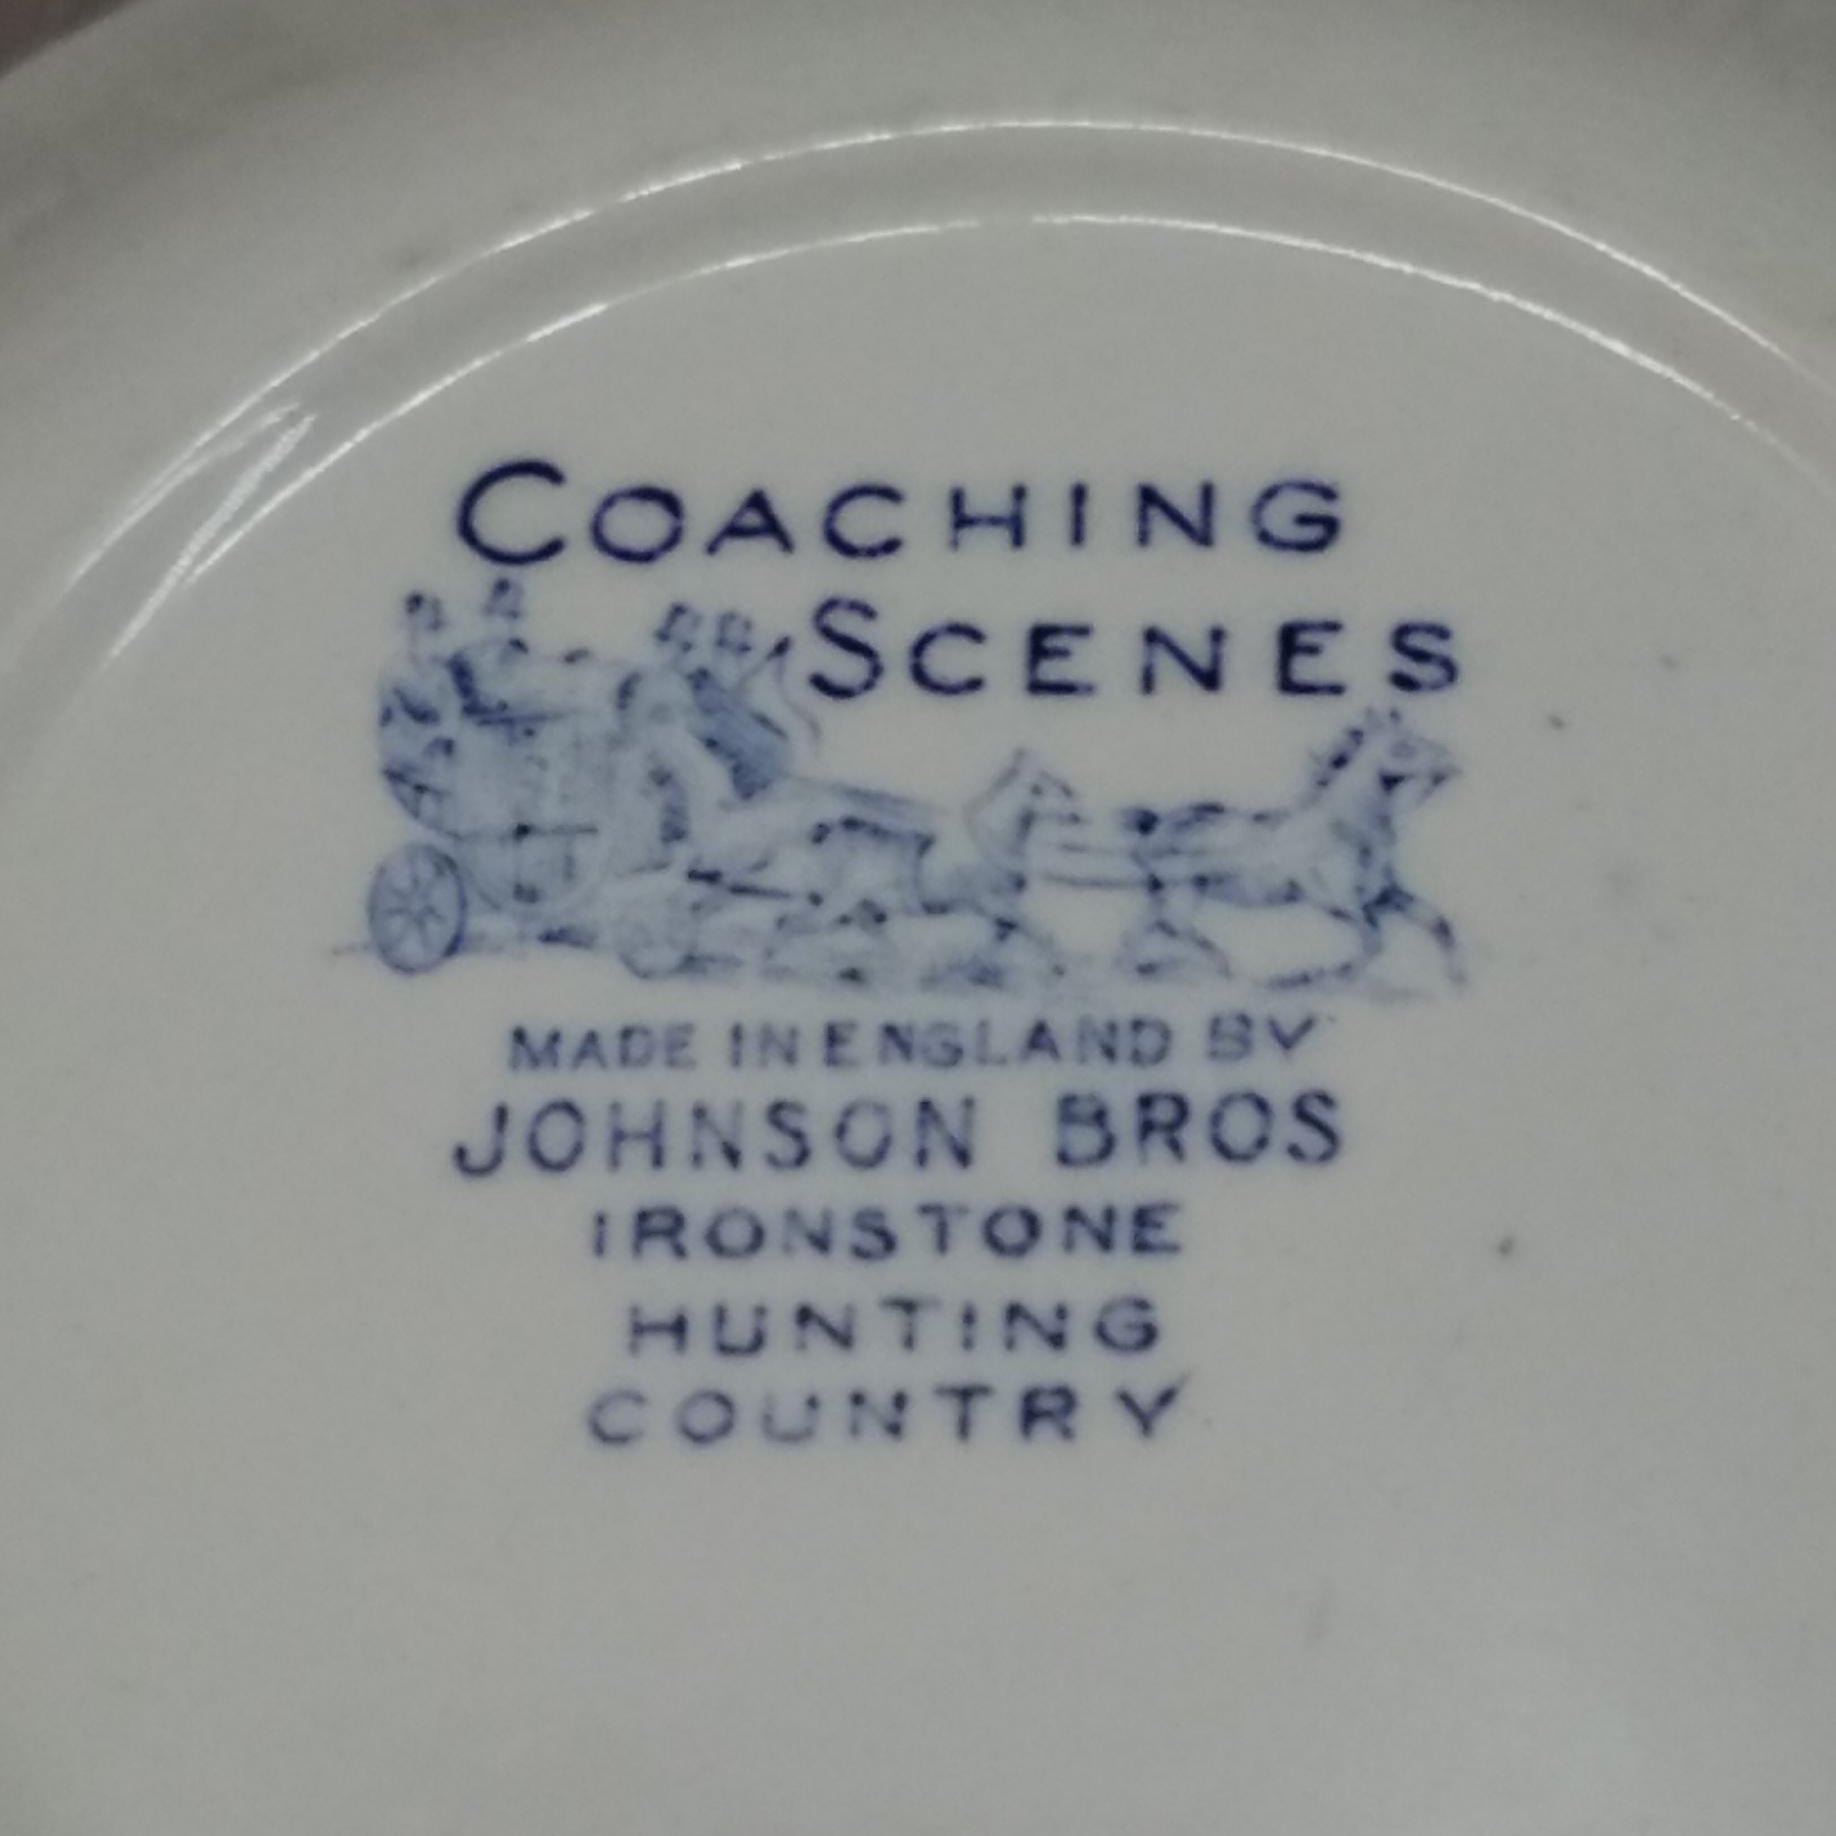 COACHING
SCENES
MADE IN ENGLAND BY
JOHNSON BROS
IRONSTONE
HUNTING
COUNTRY